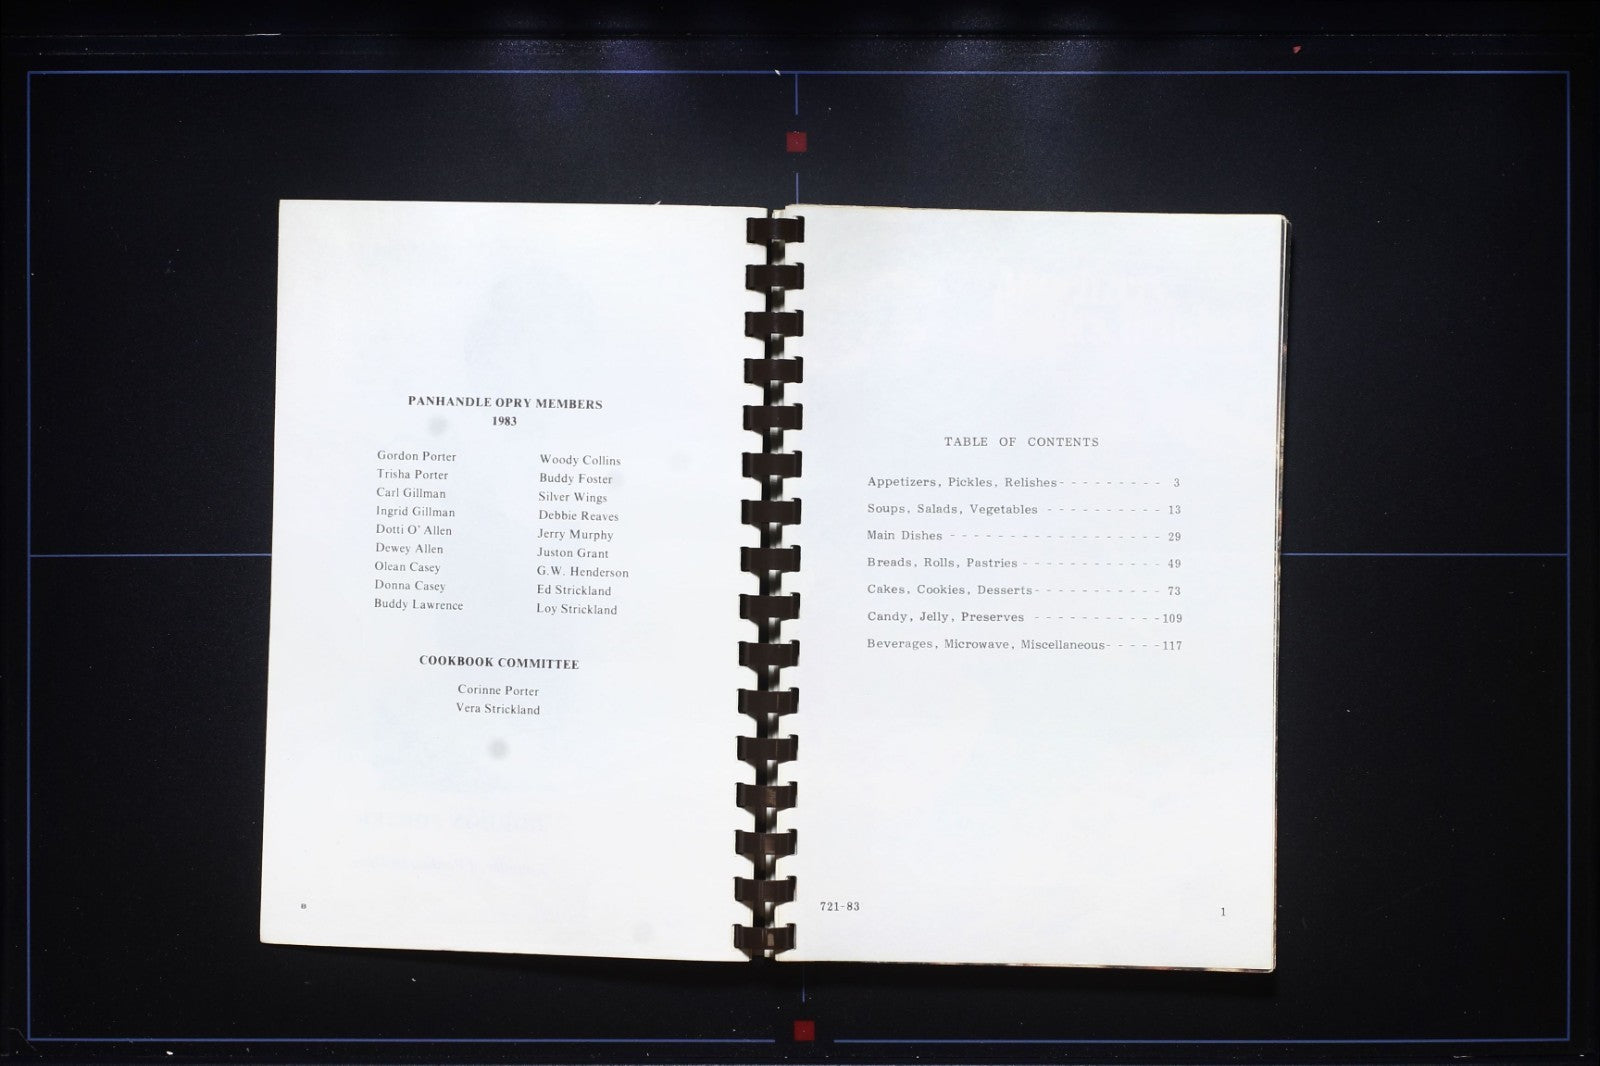 PANHANDLE OPRY MEMBERS
1983
Gordon Porter
Trisha Porter
Carl Gillman
Ingrid Gillman
Dotti O' Allen
Dewey Allen
Olean Casey
Donna Casey
Buddy Lawrence
Woody Collins
Buddy Foster
Silver Wings
Debbie Reaves
Jerry Murphy
Juston Grant
G.W. Henderson
Ed Strickland
Loy Strickland
COOKBOOK COMMITTEE
Corinne Porter
Vera Strickland
B
TABLE OF CONTENTS
Appetizers, Pickles, Relishes- - - - - - - - - 3
Soups, Salads, Vegetables - - - - - - - - - - 13
Main Dishes - - - - - - - - - - - - - - - - - - 29
Breads, Rolls, Pastries - - - - - - - - - - - - 49
Cakes, Cookies, Desserts- - - - - - - - - - - 73
Candy, Jelly, Preserves - - - - - - - - - - -109
Beverages, Microwave, Miscellaneous- - - - -117
721-83
1